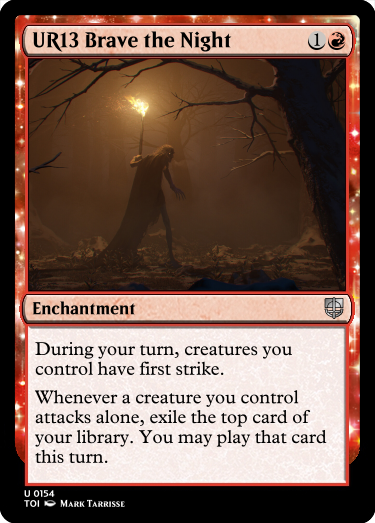 UR13 Brave the Night 1
Enchantment
During your turn, creatures you
control have first strike.
Whenever a creature you control
attacks alone, exile the top card of
your library. You may play that card
this turn.
U 0154
TOI Mark Tarrisse